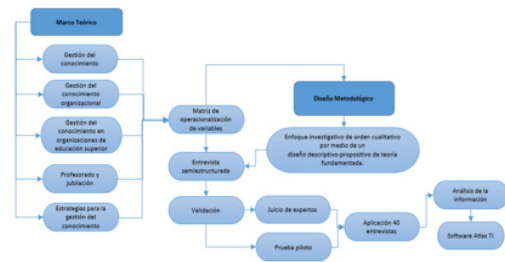 Marco Teórico
Gestión del
conocimiento
Gestión del
conocimiento
organizacional
Gestión del
conocimiento en
organizaciones de
educación superior
Profesorado y
jubilación
Estrategias para la
gestión del
conocimiento
Matriz de
operacionalización
de variables
Entrevista
semiestructurada
Validación
Juicio de expertos
Prueba piloto
Diseño Metodológico
Enfoque investigativo de orden cualitativo
por medio de un
diseño descriptivo-propositivo de teoría
fundamentada.
Aplicación 40
entrevistas
Análisis de la
información
Software Atlas Ti